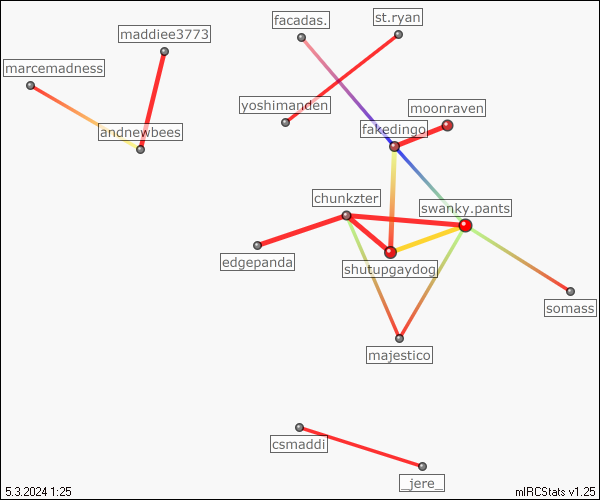 facadas.
st.ryan
maddiee3773
marcemadness
yoshimanden
moonraven
andnewbees
fakedingo
chunkzter
swanky.pants
edgepanda
shutupgaydog
somass
majestico
csmaddi
_jere_
5.3.2024 1:25
mIRCStats v1.25